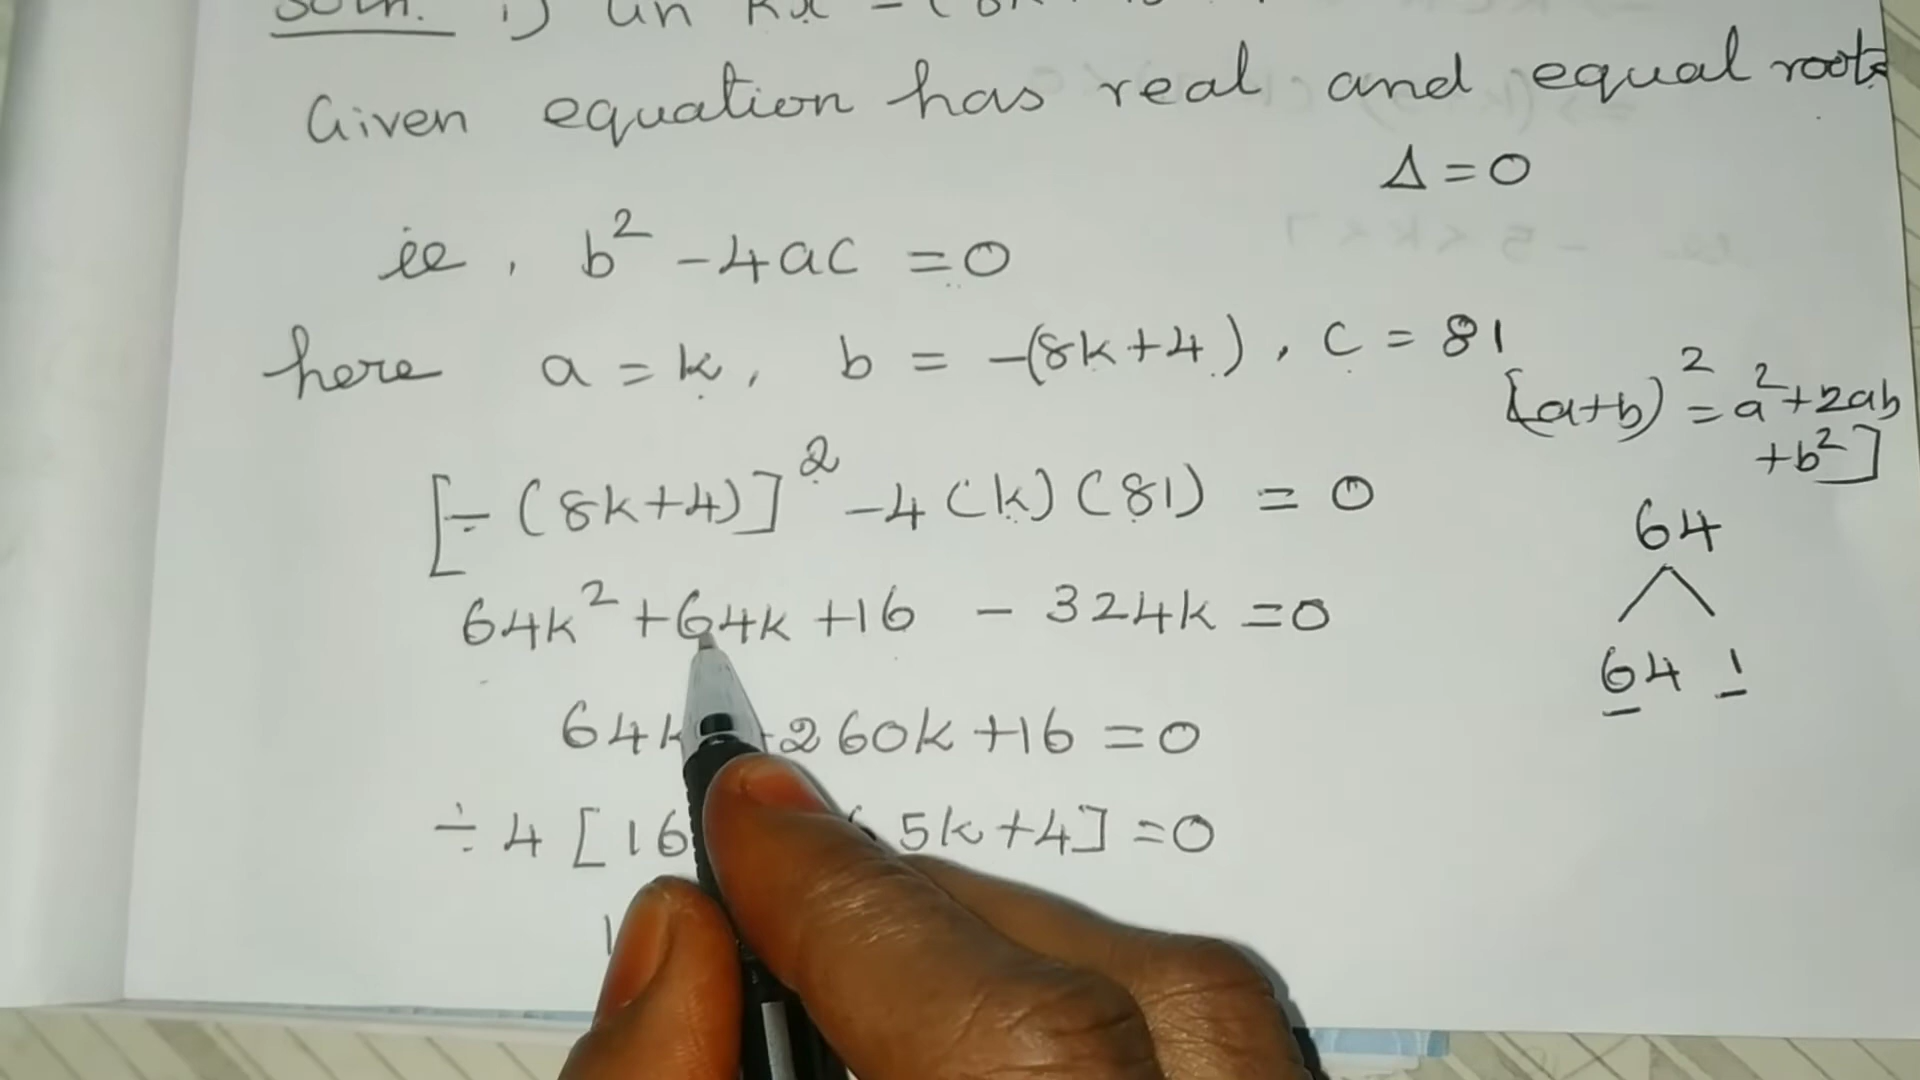 Given equation has real and equal roots
Δ = 0
ie, b² - 4ac = 0
here a = k, b = -(8k+4), c = 81
[(a+b)² = a² + 2ab
+ b²]
[-(8k+4)]² - 4(k)(81) = 0
64k² + 64k + 16 - 324k = 0
64
64 1
64k 260k + 16 = 0
÷ 4 [16 5k + 4] = 0